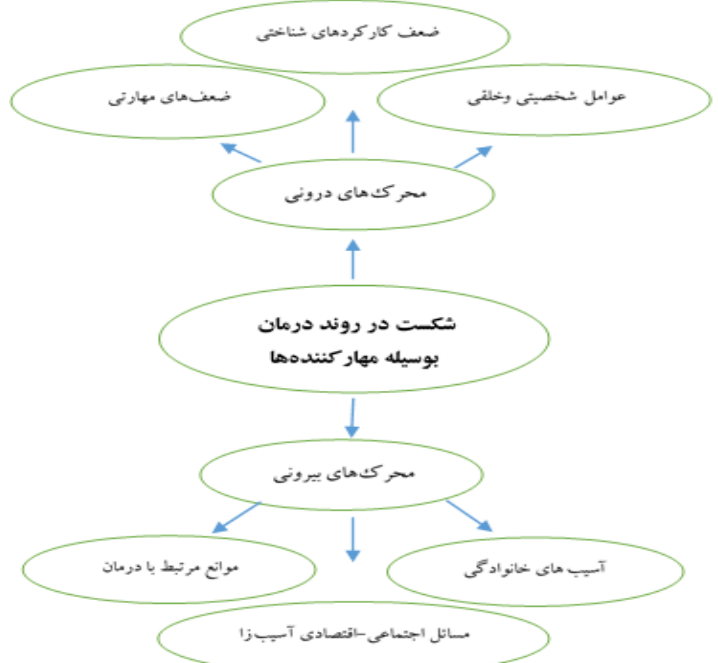 ضعف کارکردهای شناختی
عوامل شخصیتی وخلقی
ضعف‌های مهارتی
محرک‌های درونی
شکست در روند درمان
بوسیله مهارکننده‌ها
محرک‌های بیرونی
آسیب های خانوادگی
موانع مرتبط با درمان
مسائل اجتماعی-اقتصادی آسیب‌زا